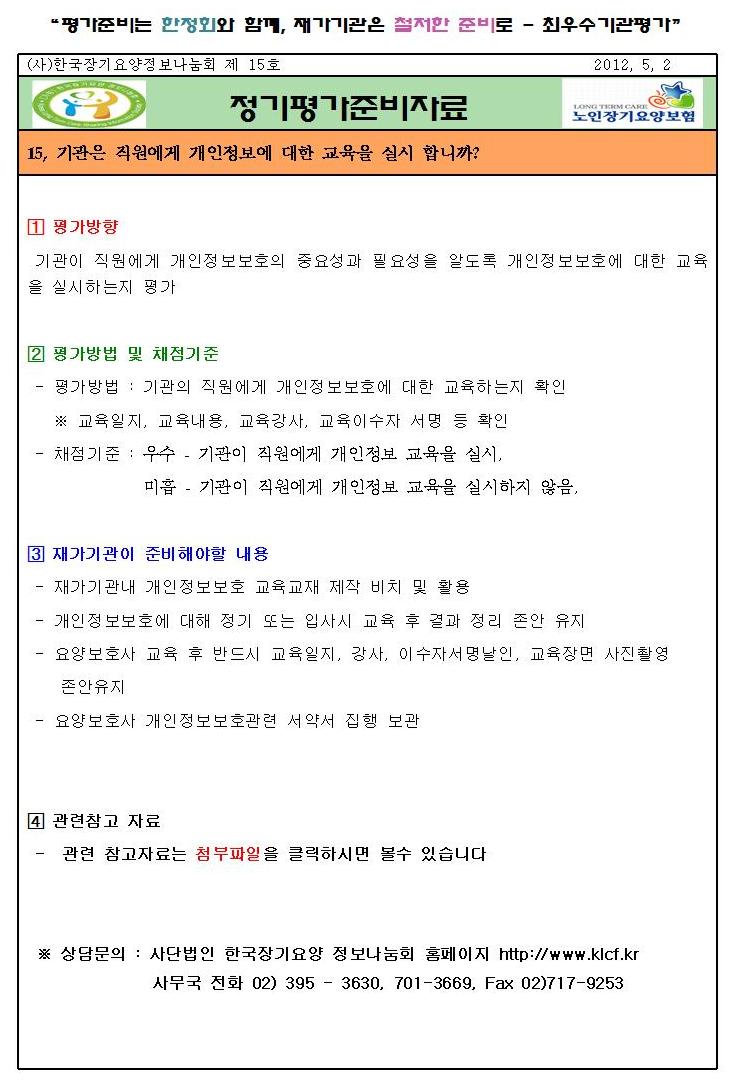 “평가준비는 한정회와 함께, 재가기관은 철저한 준비로 - 최우수기관평가”
(사)한국장기요양정보나눔회 제 15호 2012, 5, 2
정기평가준비자료
LONG TERM CARE
노인장기요양보험
15, 기관은 직원에게 개인정보에 대한 교육을 실시 합니까?
1 평가방향
기관이 직원에게 개인정보보호의 중요성과 필요성을 알도록 개인정보보호에 대한 교육
을 실시하는지 평가
2 평가방법 및 채점기준
- 평가방법 : 기관의 직원에게 개인정보보호에 대한 교육하는지 확인
※ 교육일지, 교육내용, 교육강사, 교육이수자 서명 등 확인
- 채점기준 : 우수 - 기관이 직원에게 개인정보 교육을 실시,
미흡 - 기관이 직원에게 개인정보 교육을 실시하지 않음,
3 재가기관이 준비해야할 내용
- 재가기관내 개인정보보호 교육교재 제작 비치 및 활용
- 개인정보보호에 대해 정기 또는 입사시 교육 후 결과 정리 존안 유지
- 요양보호사 교육 후 반드시 교육일지, 강사, 이수자서명날인, 교육장면 사진촬영
존안유지
- 요양보호사 개인정보보호관련 서약서 집행 보관
4 관련참고 자료
- 관련 참고자료는 첨부파일을 클릭하시면 볼수 있습니다
※ 상담문의 : 사단법인 한국장기요양 정보나눔회 홈페이지 http://www.klcf.kr
사무국 전화 02) 395 - 3630, 701-3669, Fax 02)717-9253